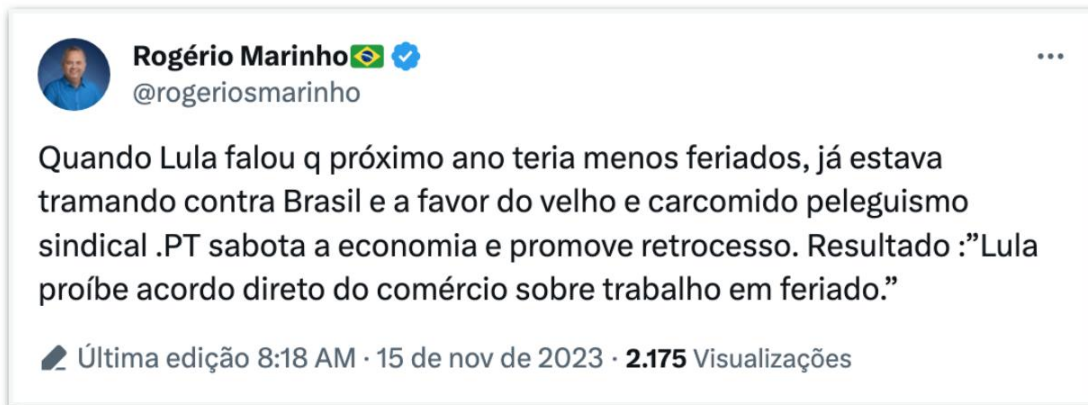 Rogério Marinho🇧🇷
@rogeriosmarinho
Quando Lula falou q próximo ano teria menos feriados, já estava
tramando contra Brasil e a favor do velho e carcomido peleguismo
sindical .PT sabota a economia e promove retrocesso. Resultado :”Lula
proíbe acordo direto do comércio sobre trabalho em feriado.”
Última edição 8:18 AM · 15 de nov de 2023 · 2.175 Visualizações